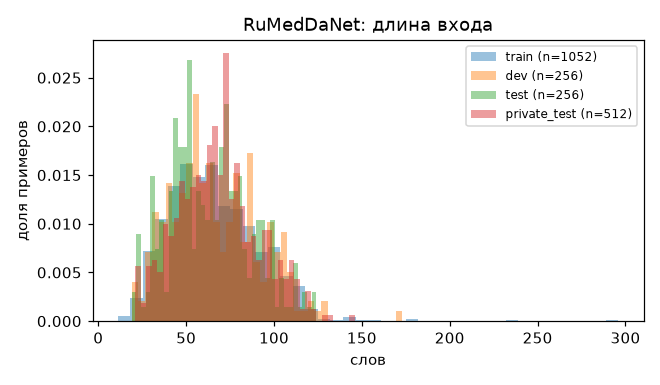 RuMedDaNet: длина входа
train (n=1052)
dev (n=256)
test (n=256)
private_test (n=512)
доля примеров
0.025
0.020
0.015
0.010
0.005
0.000
0 50 100 150 200 250 300
слов